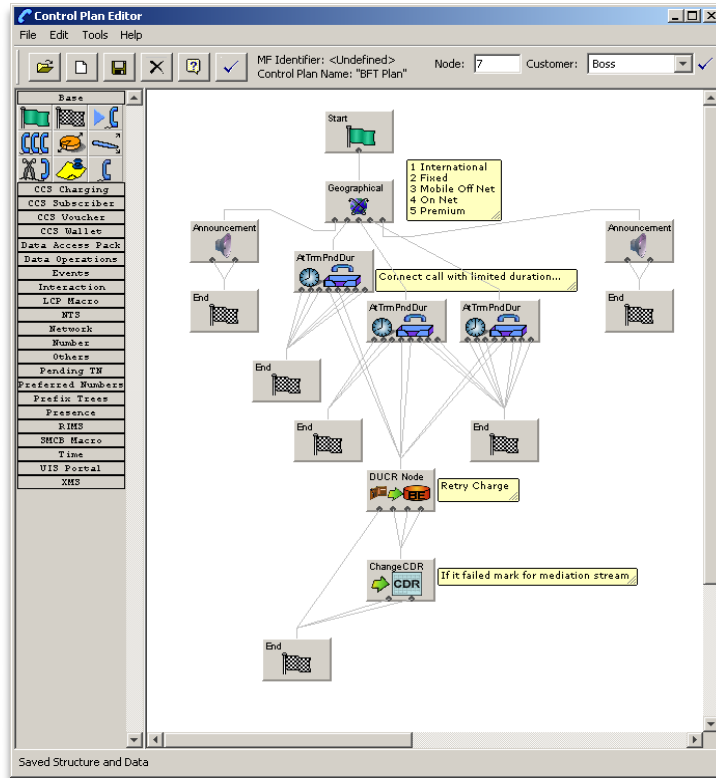 Control Plan Editor
File Edit Tools Help
MF Identifier: <Undefined>
Control Plan Name: "BFT Plan"
Node: 7 Customer: Boss
Base
CCS Charging
CCS Subscriber
CCS Voucher
CCS Wallet
Data Access Pack
Data Operations
Events
Interaction
LCP Macro
NTS
Network
Number
Others
Pending TN
Preferred Numbers
Prefix Trees
Presence
RIMS
SMCB Macro
Time
UIS Portal
XMS
Start
Geographical
1 International
2 Fixed
3 Mobile Off Net
4 On Net
5 Premium
Announcement
Announcement
AtTrmPndDur
Connect call with limited duration...
End
End
AtTrmPndDur
AtTrmPndDur
End
End
End
DUCR Node
BE
Retry Charge
ChangeCDR
CDR
If it failed mark for mediation stream
End
Saved Structure and Data